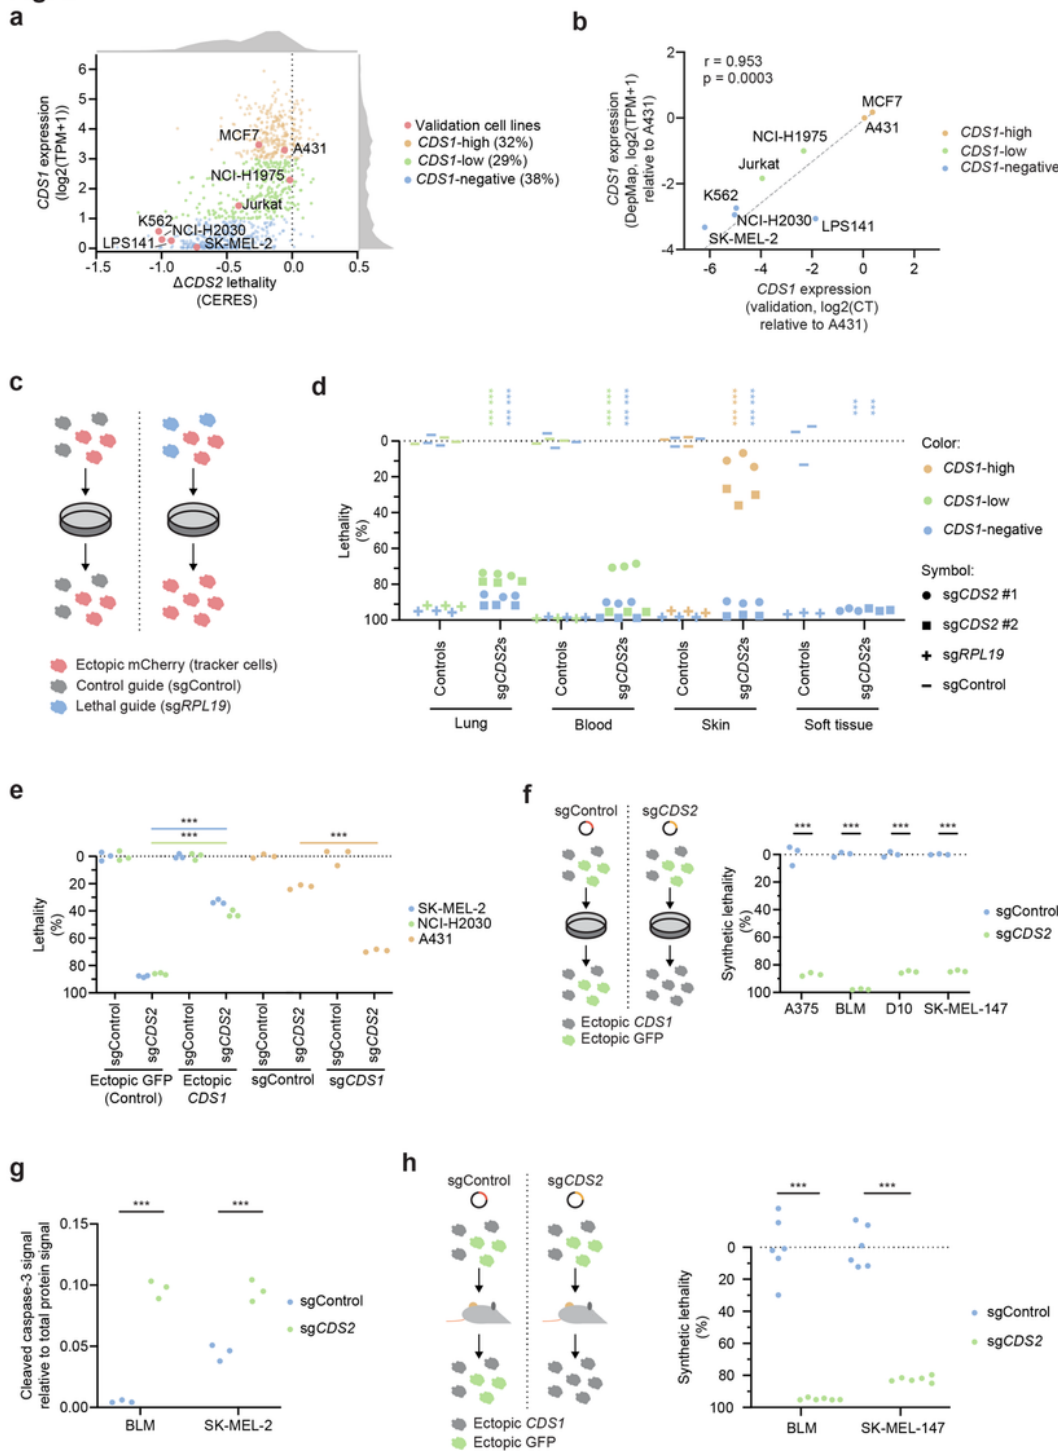 a
CDS1 expression
(log2(TPM+1))
6
5
4
3
2
1
0
MCF7
A431
NCI-H1975
Jurkat
K562
NCI-H2030
LPS141
SK-MEL-2
-1.5
-1.0
-0.5
0.0
0.5
ΔCDS2 lethality
(CERES)
Validation cell lines
CDS1-high (32%)
CDS1-low (29%)
CDS1-negative (38%)
b
CDS1 expression
(DepMap, log2(TPM+1)
relative to A431)
2
0
-2
-4
r = 0.953
p = 0.0003
MCF7
A431
NCI-H1975
Jurkat
K562
NCI-H2030
LPS141
SK-MEL-2
-6
-4
-2
0
2
CDS1 expression
(validation, log2(CT)
relative to A431)
CDS1-high
CDS1-low
CDS1-negative
c
Ectopic mCherry (tracker cells)
Control guide (sgControl)
Lethal guide (sgRPL19)
d
Lethality
(%)
0
20
40
60
80
100
Controls
sgCDS2s
Controls
sgCDS2s
Controls
sgCDS2s
Controls
sgCDS2s
Lung
Blood
Skin
Soft tissue
Color:
CDS1-high
CDS1-low
CDS1-negative
Symbol:
sgCDS2 #1
sgCDS2 #2
sgRPL19
sgControl
e
Lethality
(%)
0
20
40
60
80
100
***
***
***
SK-MEL-2
NCI-H2030
A431
sgControl
sgCDS2
sgControl
sgCDS2
sgControl
sgCDS2
sgControl
sgCDS2
Ectopic GFP
(Control)
Ectopic
CDS1
sgControl
sgCDS1
f
sgControl
sgCDS2
Ectopic CDS1
Ectopic GFP
Synthetic lethality
(%)
0
20
40
60
80
100
***
***
***
***
A375
BLM
D10
SK-MEL-147
sgControl
sgCDS2
g
Cleaved caspase-3 signal
relative to total protein signal
0.15
0.10
0.05
0.00
***
***
BLM
SK-MEL-2
sgControl
sgCDS2
h
sgControl
sgCDS2
Ectopic CDS1
Ectopic GFP
Synthetic lethality
(%)
0
20
40
60
80
100
***
***
BLM
SK-MEL-147
sgControl
sgCDS2